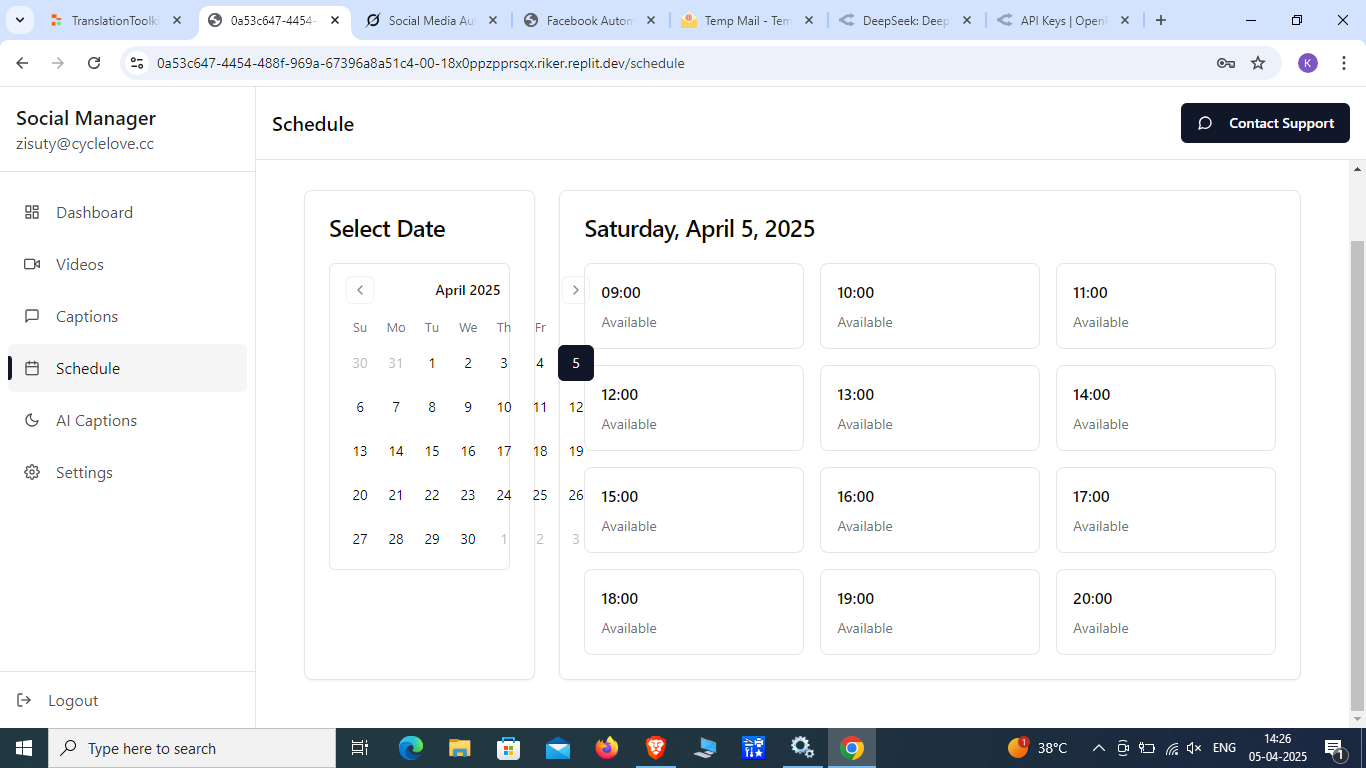 TranslationToolki
0a53c647-4454-
Social Media Au
Facebook Autom
Temp Mail - Tem
DeepSeek: Deep
API Keys | OpenR
0a53c647-4454-488f-969a-67396a8a51c4-00-18x0ppzpprsqx.riker.replit.dev/schedule
K
Social Manager
zisuty@cyclelove.cc
Dashboard
Videos
Captions
Schedule
AI Captions
Settings
Logout
Schedule
Contact Support
Select Date
April 2025
Su Mo Tu We Th Fr
30 31 1 2 3 4 5
6 7 8 9 10 11 12
13 14 15 16 17 18 19
20 21 22 23 24 25 26
27 28 29 30 1 2 3
Saturday, April 5, 2025
09:00
Available
10:00
Available
11:00
Available
12:00
Available
13:00
Available
14:00
Available
15:00
Available
16:00
Available
17:00
Available
18:00
Available
19:00
Available
20:00
Available
Type here to search
1
38°C
ENG
14:26
05-04-2025
1